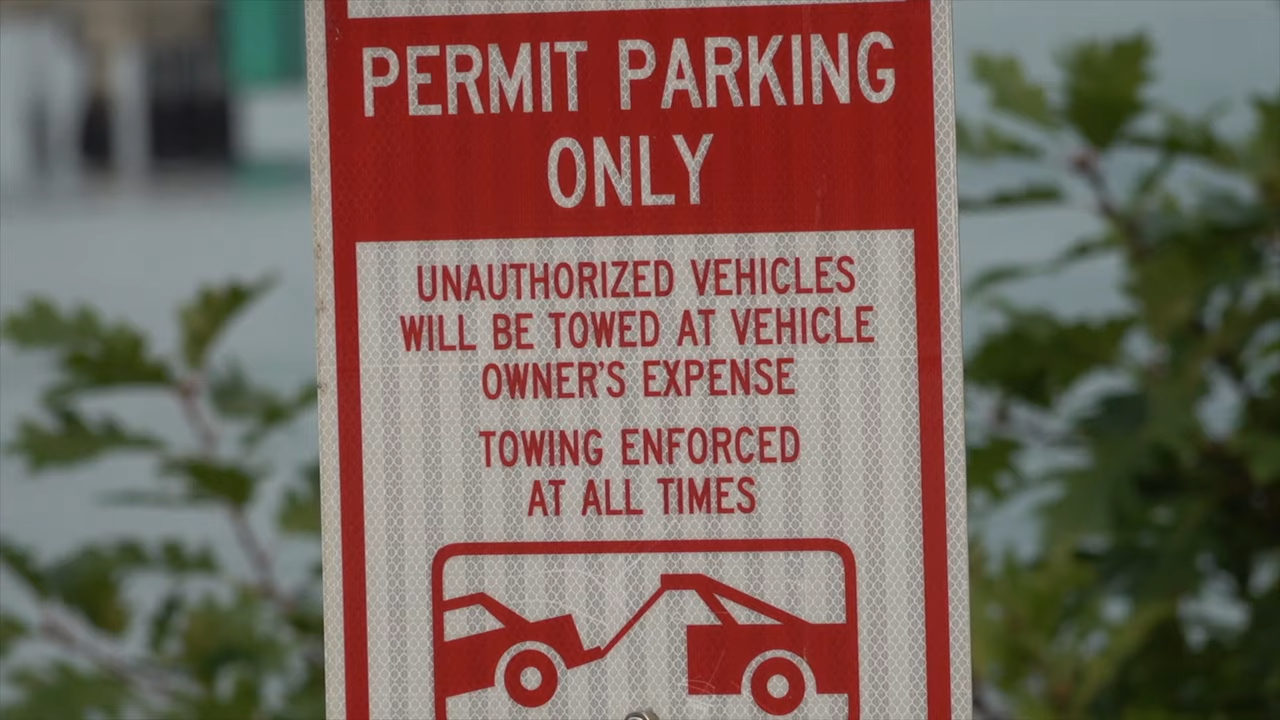 PERMIT PARKING
ONLY
UNAUTHORIZED VEHICLES
WILL BE TOWED AT VEHICLE
OWNER'S EXPENSE
TOWING ENFORCED
AT ALL TIMES